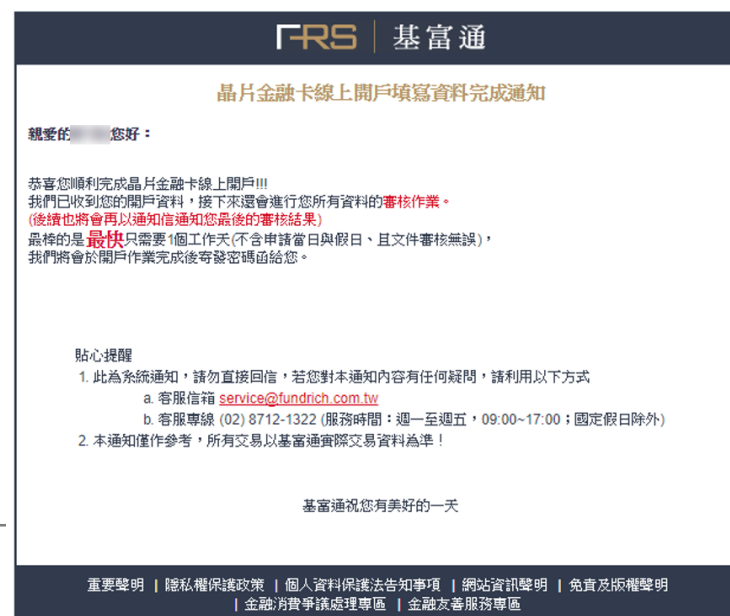 FRS 基富通
晶片金融卡線上開戶填寫資料完成通知
親愛的 您好：
恭喜您順利完成晶片金融卡線上開戶!!!
我們已收到您的開戶資料，接下來還會進行您所有資料的審核作業。
(後續也將會再以通知信通知您最後的審核結果)
最棒的是最快只需要1個工作天(不含申請當日與假日、且文件審核無誤)，
我們將會於開戶作業完成後寄發密碼函給您。
貼心提醒
1. 此為系統通知，請勿直接回信，若您對本通知內容有任何疑問，請利用以下方式
a. 客服信箱 service@fundrich.com.tw
b. 客服專線 (02) 8712-1322 (服務時間：週一至週五，09:00~17:00；國定假日除外)
2. 本通知僅作參考，所有交易以基富通實際交易資料為準！
基富通祝您有美好的一天
重要聲明 | 隱私權保護政策 | 個人資料保護法告知事項 | 網站資訊聲明 | 免責及版權聲明
| 金融消費爭議處理專區 | 金融友善服務專區